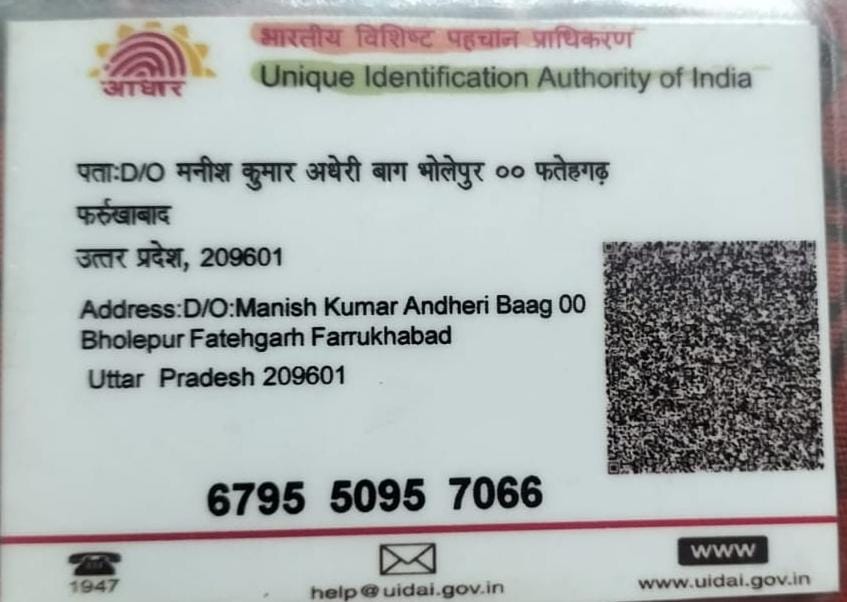 भारतीय विशिष्ट पहचान प्राधिकरण
Unique Identification Authority of India
आधार
पता:D/O मनीश कुमार अधेरी बाग भोलेपुर ०० फतेहगढ़
फर्रुखाबाद
उत्तर प्रदेश, 209601
Address:D/O:Manish Kumar Andheri Baag 00
Bholepur Fatehgarh Farrukhabad
Uttar Pradesh 209601
6795 5095 7066
1947
help@uidai.gov.in
www
www.uidai.gov.in